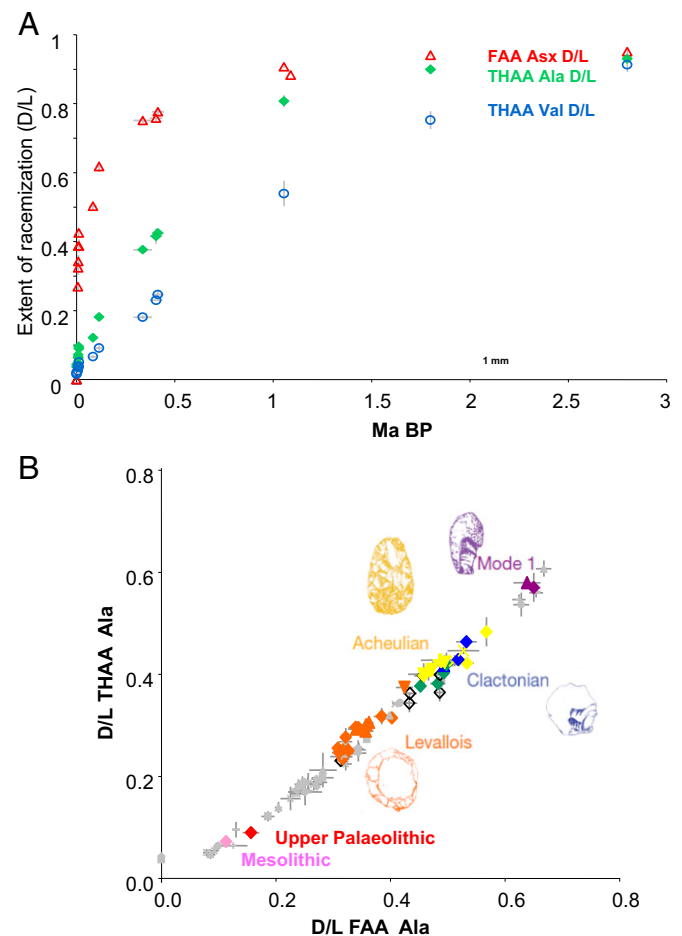 A
1
0.8
0.6
0.4
0.2
0
Extent of racemization (D/L)
FAA Asx D/L
THAA Ala D/L
THAA Val D/L
1 mm
0 0.5 1 1.5 2 2.5 3
Ma BP
B
0.8
0.6
0.4
0.2
0.0
D/L THAA Ala
Mode 1
Acheulian
Clactonian
Levallois
Upper Palaeolithic
Mesolithic
0.0 0.2 0.4 0.6 0.8
D/L FAA Ala